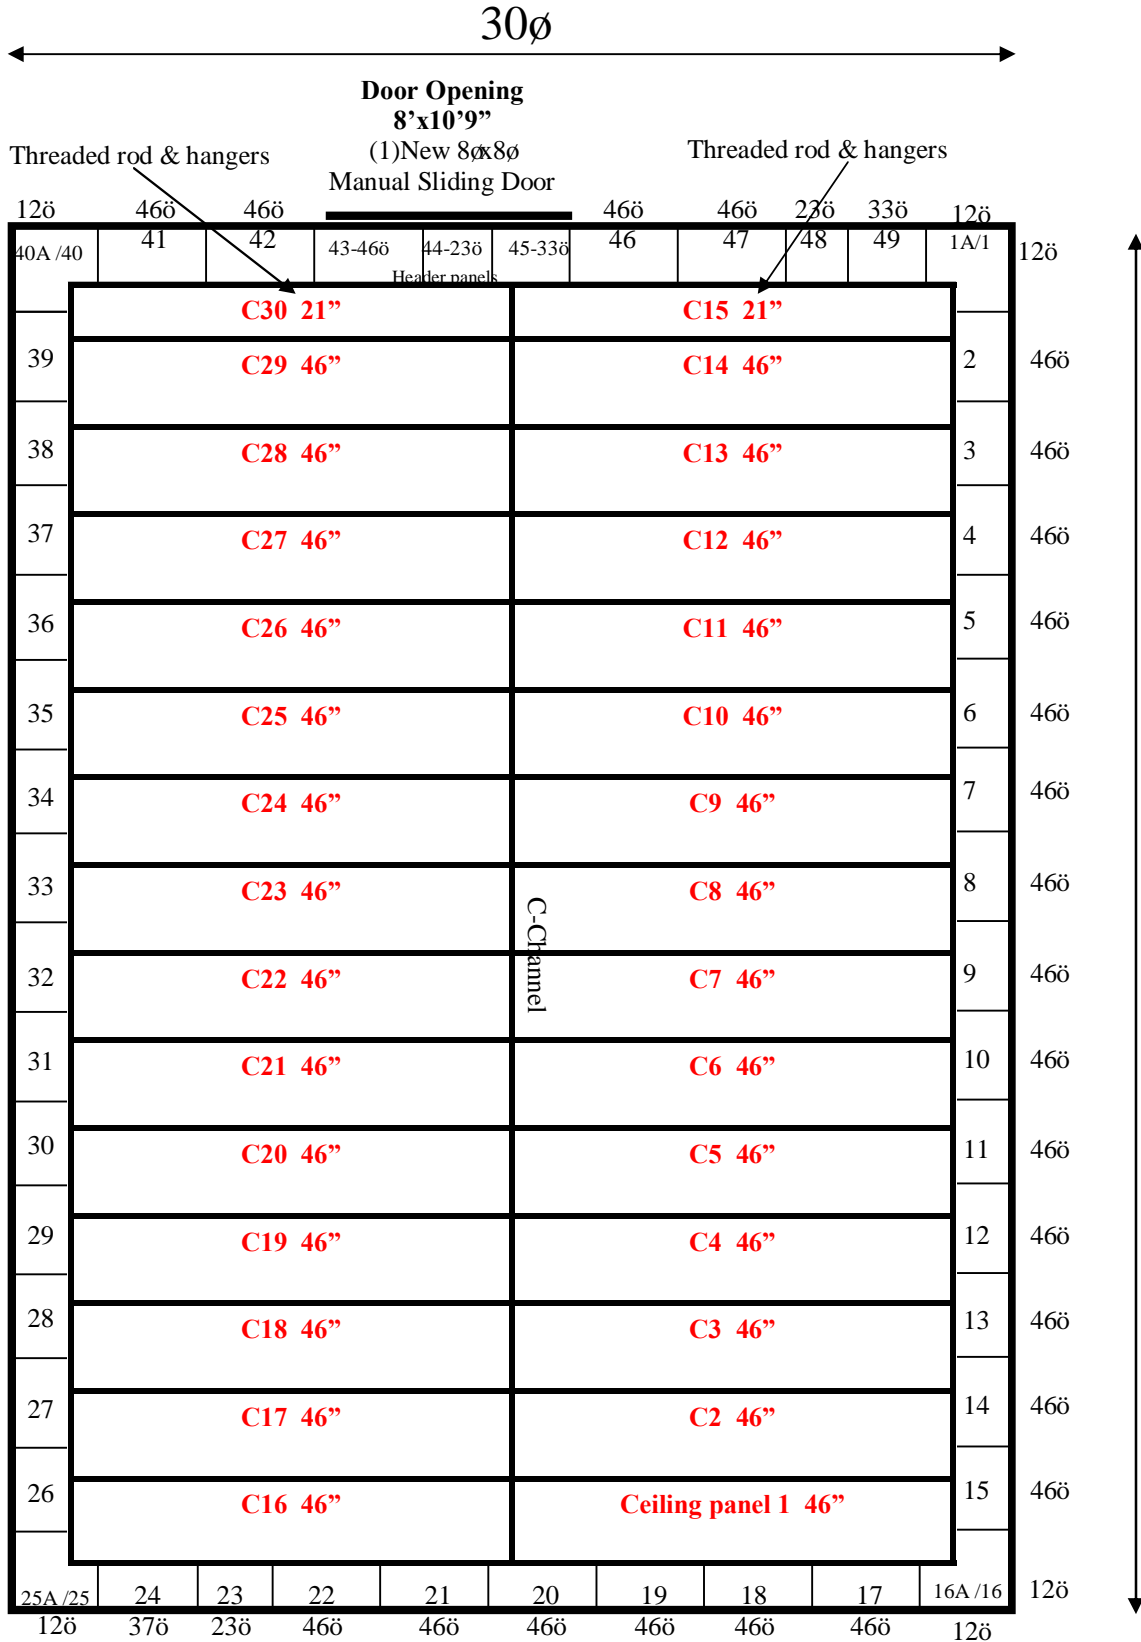 30ø
Door Opening
8’x10’9”
(1)New 8øx8ø
Manual Sliding Door
Threaded rod & hangers
Threaded rod & hangers
12ö 46ö 46ö 46ö 46ö 23ö 33ö 12ö
40A /40 41 42 43-46ö 44-23ö 45-33ö 46 47 48 49 1A/1 12ö
Header panels
C30 21” C15 21”
39 C29 46” C14 46” 2 46ö
38 C28 46” C13 46” 3 46ö
37 C27 46” C12 46” 4 46ö
36 C26 46” C11 46” 5 46ö
35 C25 46” C10 46” 6 46ö
34 C24 46” C9 46” 7 46ö
33 C23 46” C8 46” 8 46ö
C-Channel
32 C22 46” C7 46” 9 46ö
31 C21 46” C6 46” 10 46ö
30 C20 46” C5 46” 11 46ö
29 C19 46” C4 46” 12 46ö
28 C18 46” C3 46” 13 46ö
27 C17 46” C2 46” 14 46ö
26 C16 46” Ceiling panel 1 46” 15 46ö
25A /25 24 23 22 21 20 19 18 17 16A /16 12ö
12ö 37ö 23ö 46ö 46ö 46ö 46ö 46ö 46ö 12ö